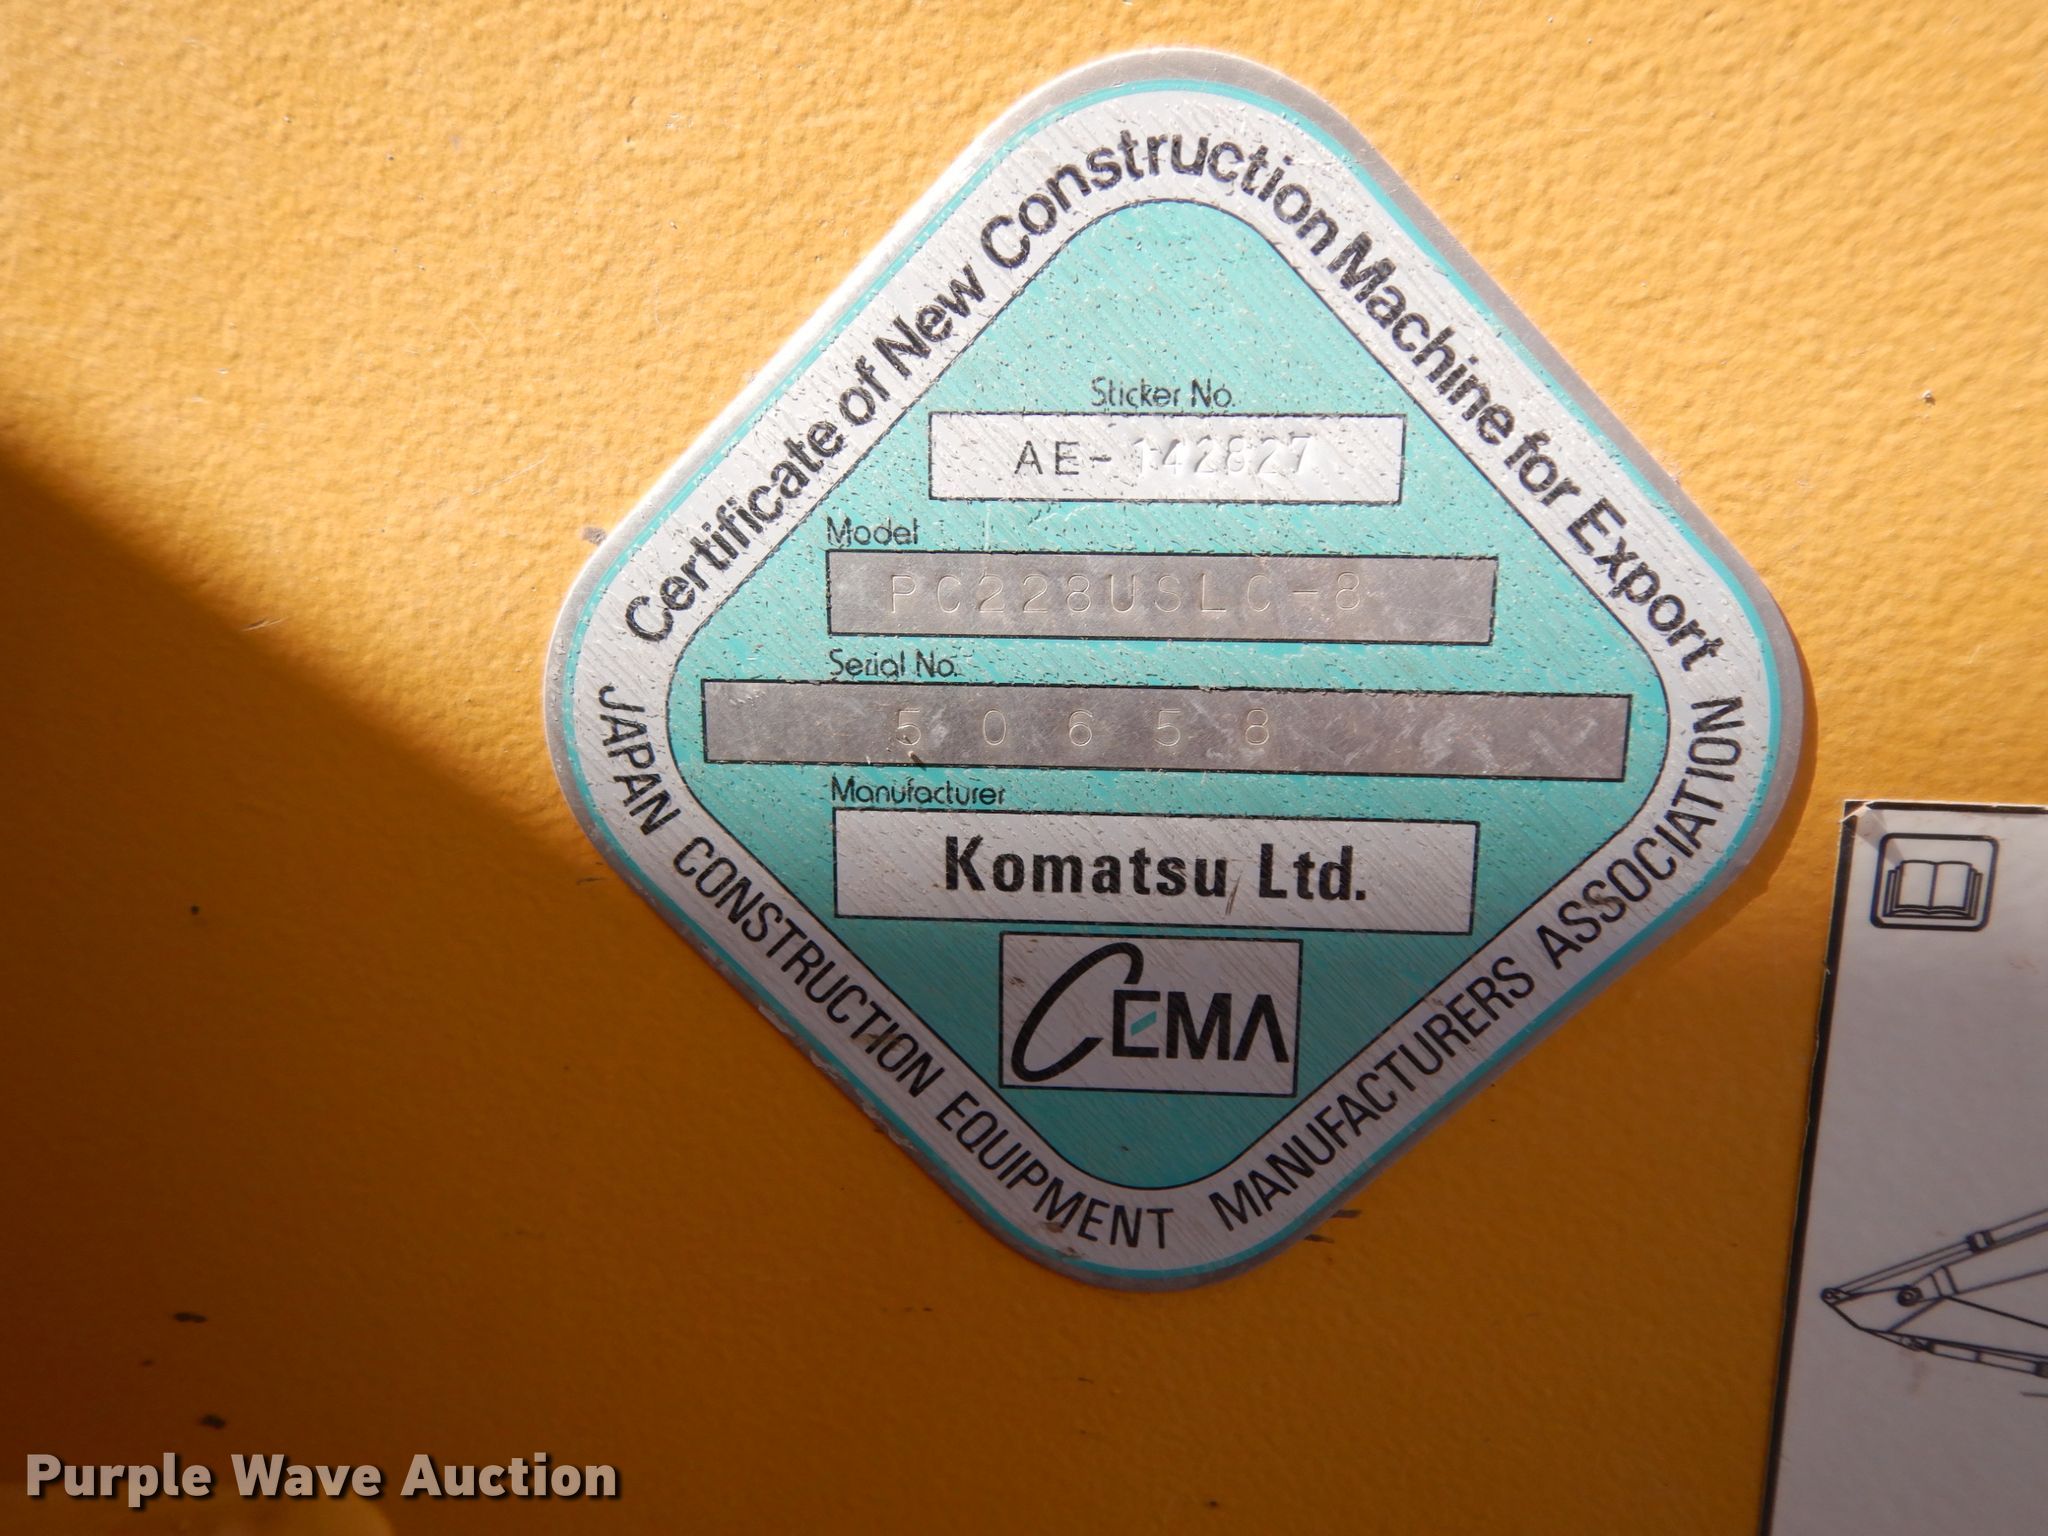 Certificate of New Construction Machine for Export
Sticker No.
AE-142827
Model
PC228USLC-8
Serial No.
50658
Manufacturer
Komatsu Ltd.
CEMA
JAPAN CONSTRUCTION EQUIPMENT MANUFACTURERS ASSOCIATION
Purple Wave Auction